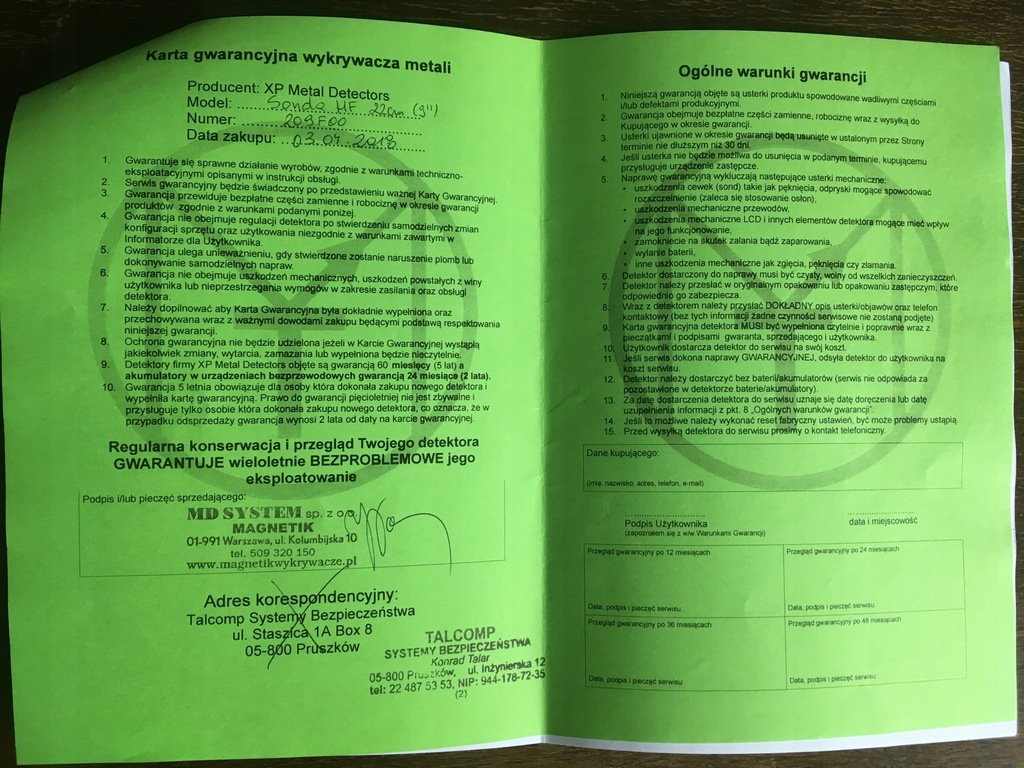 Karta gwarancyjna wykrywacza metali
Producent: XP Metal Detectors
Model: Sonda HF 22cm (9")
Numer: 209F00
Data zakupu: 03.04.2018
1. Gwarantuje się sprawne działanie wyrobów, zgodnie z warunkami techniczno-
eksploatacyjnymi opisanymi w instrukcji obsługi.
2. Serwis gwarancyjny będzie świadczony po przedstawieniu ważnej Karty Gwarancyjnej.
3. Gwarancja przewiduje bezpłatne części zamienne i robociznę w okresie gwarancji
produktów zgodnie z warunkami podanymi poniżej.
4. Gwarancja nie obejmuje regulacji detektora po stwierdzeniu samodzielnych zmian
konfiguracji sprzętu oraz użytkowania niezgodnie z warunkami zawartymi w
Informatorze dla Użytkownika.
5. Gwarancja ulega unieważnieniu, gdy stwierdzone zostanie naruszenie plomb lub
dokonywanie samodzielnych napraw.
6. Gwarancja nie obejmuje uszkodzeń mechanicznych, uszkodzeń powstałych z winy
użytkownika lub nieprzestrzegania wymogów w zakresie zasilania oraz obsługi
detektora.
7. Należy dopilnować aby Karta Gwarancyjna była dokładnie wypełniona oraz
przechowywana wraz z ważnymi dowodami zakupu będącymi podstawą respektowania
niniejszej gwarancji.
8. Ochrona gwarancyjna nie będzie udzielona jeżeli w Karcie Gwarancyjnej wystąpią
jakiekolwiek zmiany, wytarcia, zamazania lub wypełniona będzie nieczytelnie.
9. Detektory firmy XP Metal Detectors objęte są gwarancją 60 miesięcy (5 lat) a
akumulatory w urządzeniach bezprzewodowych gwarancją 24 miesiące (2 lata).
10. Gwarancja 5 letnia obowiązuje dla osoby która dokonała zakupu nowego detektora i
wypełniła kartę gwarancyjną. Prawo do gwarancji pięcioletniej nie jest zbywalne i
przysługuje tylko osobie która dokonała zakupu nowego detektora, co oznacza, że w
przypadku odsprzedaży gwarancja wynosi 2 lata od daty na karcie gwarancyjnej.
Regularna konserwacja i przegląd Twojego detektora
GWARANTUJE wieloletnie BEZPROBLEMOWE jego
eksploatowanie
Podpis i/lub pieczęć sprzedającego:
MD SYSTEM sp. z o.o.
MAGNETIK
01-991 Warszawa, ul. Kolumbijska 10
tel. 509 320 150
www.magnetikwykrywacze.pl
Adres korespondencyjny:
Talcomp Systemy Bezpieczeństwa
ul. Staszica 1A Box 8
05-800 Pruszków
TALCOMP
SYSTEMY BEZPIECZEŃSTWA
Konrad Talar
05-800 Pruszków, ul. Inżynierska 12
tel: 22 487 53 53, NIP: 944-178-72-35
(2)
Ogólne warunki gwarancji
1. Niniejszą gwarancją objęte są usterki produktu spowodowane wadliwymi częściami
i/lub defektami produkcyjnymi.
2. Gwarancja obejmuje bezpłatne części zamienne, robociznę wraz z wysyłką do
Kupującego w okresie gwarancji.
3. Usterki ujawnione w okresie gwarancji będą usunięte w ustalonym przez Strony
terminie nie dłuższym niż 30 dni.
4. Jeśli usterka nie będzie możliwa do usunięcia w podanym terminie, kupującemu
przysługuje urządzenie zastępcze.
5. Naprawę gwarancyjną wykluczają następujące usterki mechaniczne:
• uszkodzenia cewek (sond) takie jak pęknięcia, odpryski mogące spowodować
rozszczelnienie (zaleca się stosowanie osłon),
• uszkodzenia mechaniczne przewodów,
• uszkodzenia mechaniczne LCD i innych elementów detektora mogące mieć wpływ
na jego funkcjonowanie,
• zamoknięcie na skutek zalania bądź zaparowania,
• wylanie baterii,
• inne uszkodzenia mechaniczne jak zgięcia, pęknięcia czy złamania.
6. Detektor dostarczony do naprawy musi być czysty, wolny od wszelkich zanieczyszczeń.
7. Detektor należy przesłać w oryginalnym opakowaniu lub opakowaniu zastępczym, które
odpowiednio go zabezpiecza.
8. Wraz z detektorem należy przysłać DOKŁADNY opis usterki/objawów oraz telefon
kontaktowy (bez tych informacji żadne czynności serwisowe nie zostaną podjęte)
9. Karta gwarancyjna detektora MUSI być wypełniona czytelnie i poprawnie wraz z
pieczątkami i podpisami gwaranta, sprzedającego i użytkownika.
10. Użytkownik dostarcza detektor do serwisu na swój koszt.
11. Jeśli serwis dokona naprawy GWARANCYJNEJ, odsyła detektor do użytkownika na
koszt serwisu.
12. Detektor należy dostarczyć bez baterii/akumulatorów (serwis nie odpowiada za
pozostawione w detektorze baterie/akumulatory).
13. Za datę dostarczenia detektora do serwisu uznaje się datę doręczenia lub datę
uzupełnienia informacji z pkt. 8 „Ogólnych warunków gwarancji".
14. Jeśli to możliwe należy wykonać reset fabryczny ustawień, być może problemy ustąpią.
15. Przed wysyłką detektora do serwisu prosimy o kontakt telefoniczny.
Dane kupującego:
(imię, nazwisko, adres, telefon, e-mail)
Podpis Użytkownika
(zapoznałem się z w/w Warunkami Gwarancji)
data i miejscowość
Przegląd gwarancyjny po 12 miesiącach
Data, podpis i pieczęć serwisu:
Przegląd gwarancyjny po 24 miesiącach
Data, podpis i pieczęć serwisu:
Przegląd gwarancyjny po 36 miesiącach
Data, podpis i pieczęć serwisu:
Przegląd gwarancyjny po 48 miesiącach
Data, podpis i pieczęć serwisu: